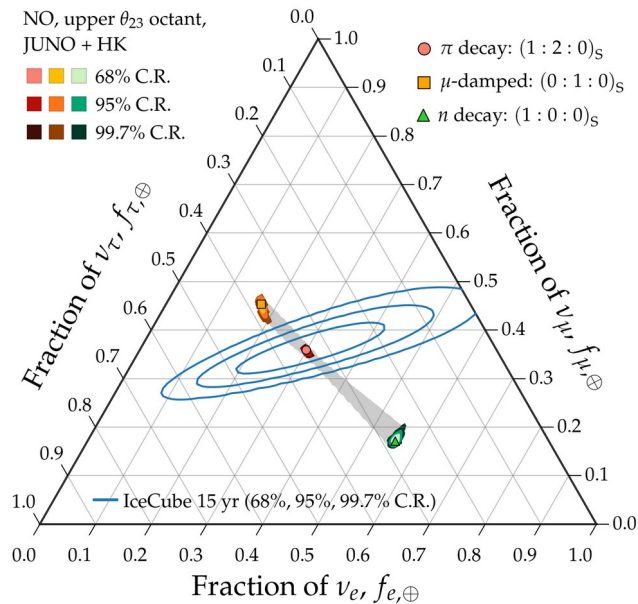 NO, upper θ₂₃ octant,
JUNO + HK
68% C.R.
95% C.R.
99.7% C.R.
π decay: (1 : 2 : 0)ₛ
μ-damped: (0 : 1 : 0)ₛ
n decay: (1 : 0 : 0)ₛ
0.0
0.1
0.2
0.3
0.4
0.5
0.6
0.7
0.8
0.9
1.0
Fraction of ντ, fτ,⊕
1.0
0.9
0.8
0.7
0.6
0.5
0.4
0.3
0.2
0.1
0.0
Fraction of νμ, fμ,⊕
IceCube 15 yr (68%, 95%, 99.7% C.R.)
0.0 0.1 0.2 0.3 0.4 0.5 0.6 0.7 0.8 0.9 1.0
Fraction of νₑ, fₑ,⊕